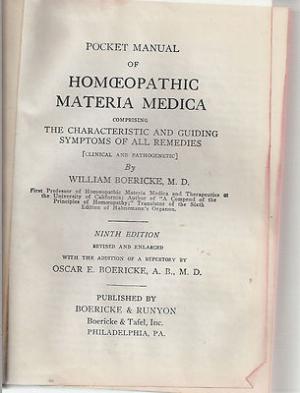 POCKET MANUAL
OF
HOMŒOPATHIC
MATERIA MEDICA
COMPRISING
THE CHARACTERISTIC AND GUIDING
SYMPTOMS OF ALL REMEDIES
[CLINICAL AND PATHOGENETIC]
By
WILLIAM BOERICKE, M. D.
First Professor of Homœopathic Materia Medica and Therapeutics at
the University of California; Author of "A Compend of the
Principles of Homœopathy;" Translator of the Sixth
Edition of Hahnemann's Organon.
NINTH EDITION
REVISED AND ENLARGED
WITH THE ADDITION OF A REPERTORY BY
OSCAR E. BOERICKE, A. B., M. D.
PUBLISHED BY
BOERICKE & RUNYON
Boericke & Tafel, Inc.
PHILADELPHIA, PA.